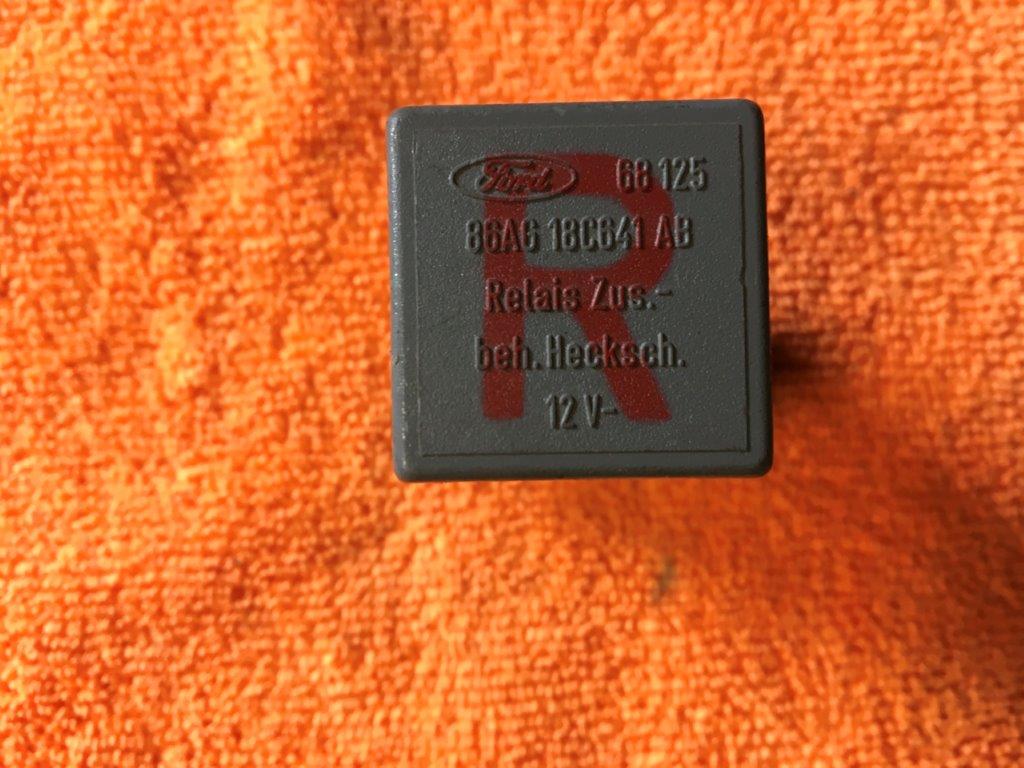 Ford 68 125
86AG 18C641 AB
Relais Zus.-
beh. Hecksch.
12 V-
R